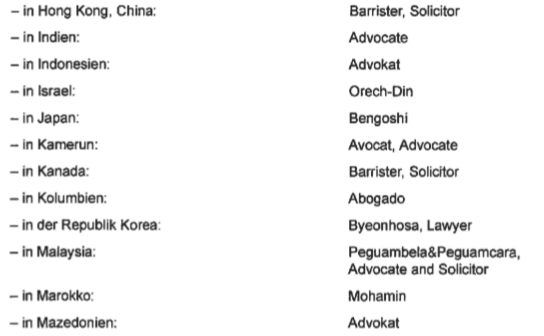 – in Hong Kong, China: Barrister, Solicitor
– in Indien: Advocate
– in Indonesien: Advokat
– in Israel: Orech-Din
– in Japan: Bengoshi
– in Kamerun: Avocat, Advocate
– in Kanada: Barrister, Solicitor
– in Kolumbien: Abogado
– in der Republik Korea: Byeonhosa, Lawyer
– in Malaysia: Peguambela&Peguamcara,
Advocate and Solicitor
– in Marokko: Mohamin
– in Mazedonien: Advokat